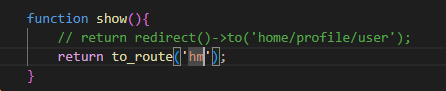 function show(){
// return redirect()->to('home/profile/user');
return to_route('hm');
}